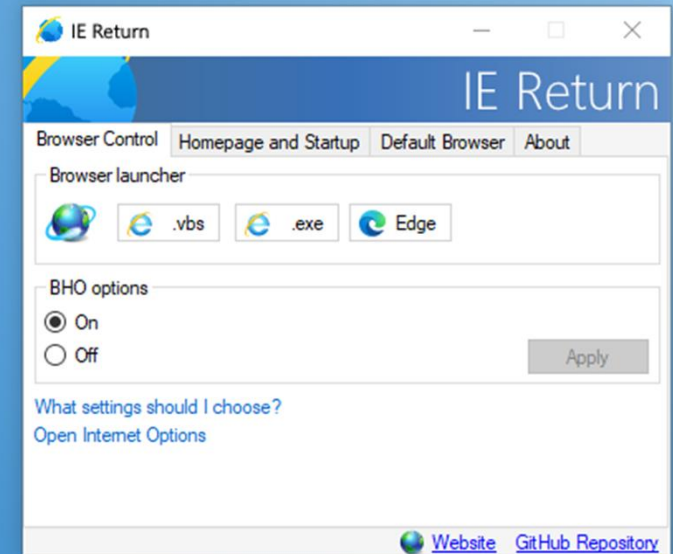 IE Return
IE Return
Browser Control Homepage and Startup Default Browser About
Browser launcher
.vbs .exe Edge
BHO options
On
Off
Apply
What settings should I choose?
Open Internet Options
Website GitHub Repository